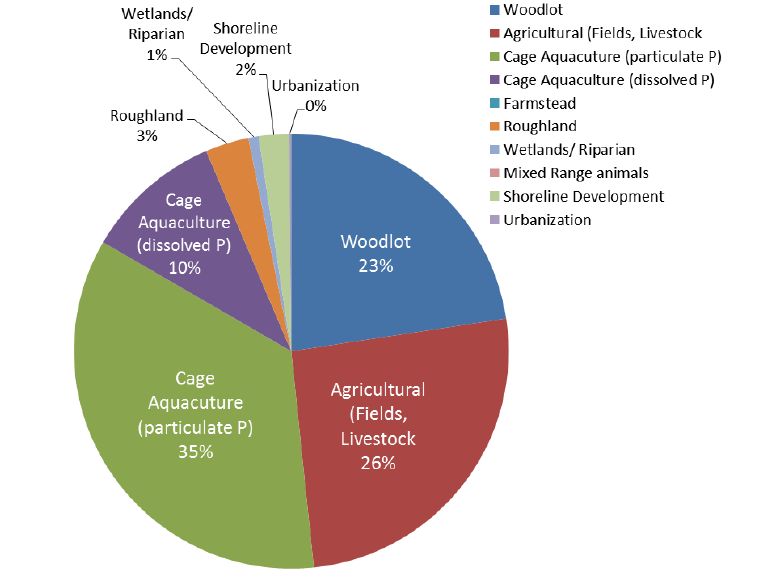 Wetlands/
Riparian
1%
Shoreline
Development
2%
Urbanization
0%
Roughland
3%
Cage
Aquaculture
(dissolved P)
10%
Woodlot
23%
Cage
Aquacuture
(particulate P)
35%
Agricultural
(Fields,
Livestock
26%
Woodlot
Agricultural (Fields, Livestock
Cage Aquacuture (particulate P)
Cage Aquaculture (dissolved P)
Farmstead
Roughland
Wetlands/ Riparian
Mixed Range animals
Shoreline Development
Urbanization